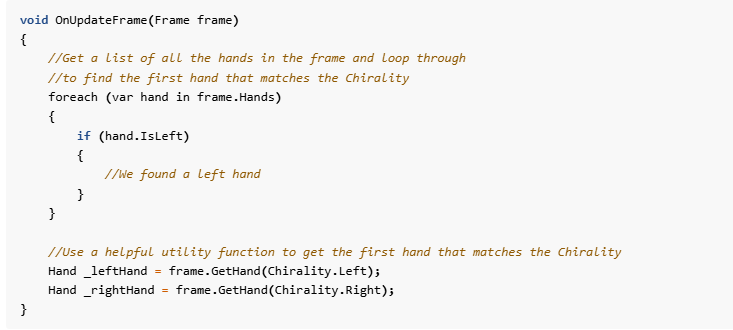 void OnUpdateFrame(Frame frame)
{
    //Get a list of all the hands in the frame and loop through
    //to find the first hand that matches the Chirality
    foreach (var hand in frame.Hands)
    {
        if (hand.IsLeft)
        {
            //We found a left hand
        }
    }

    //Use a helpful utility function to get the first hand that matches the Chirality
    Hand _leftHand = frame.GetHand(Chirality.Left);
    Hand _rightHand = frame.GetHand(Chirality.Right);
}